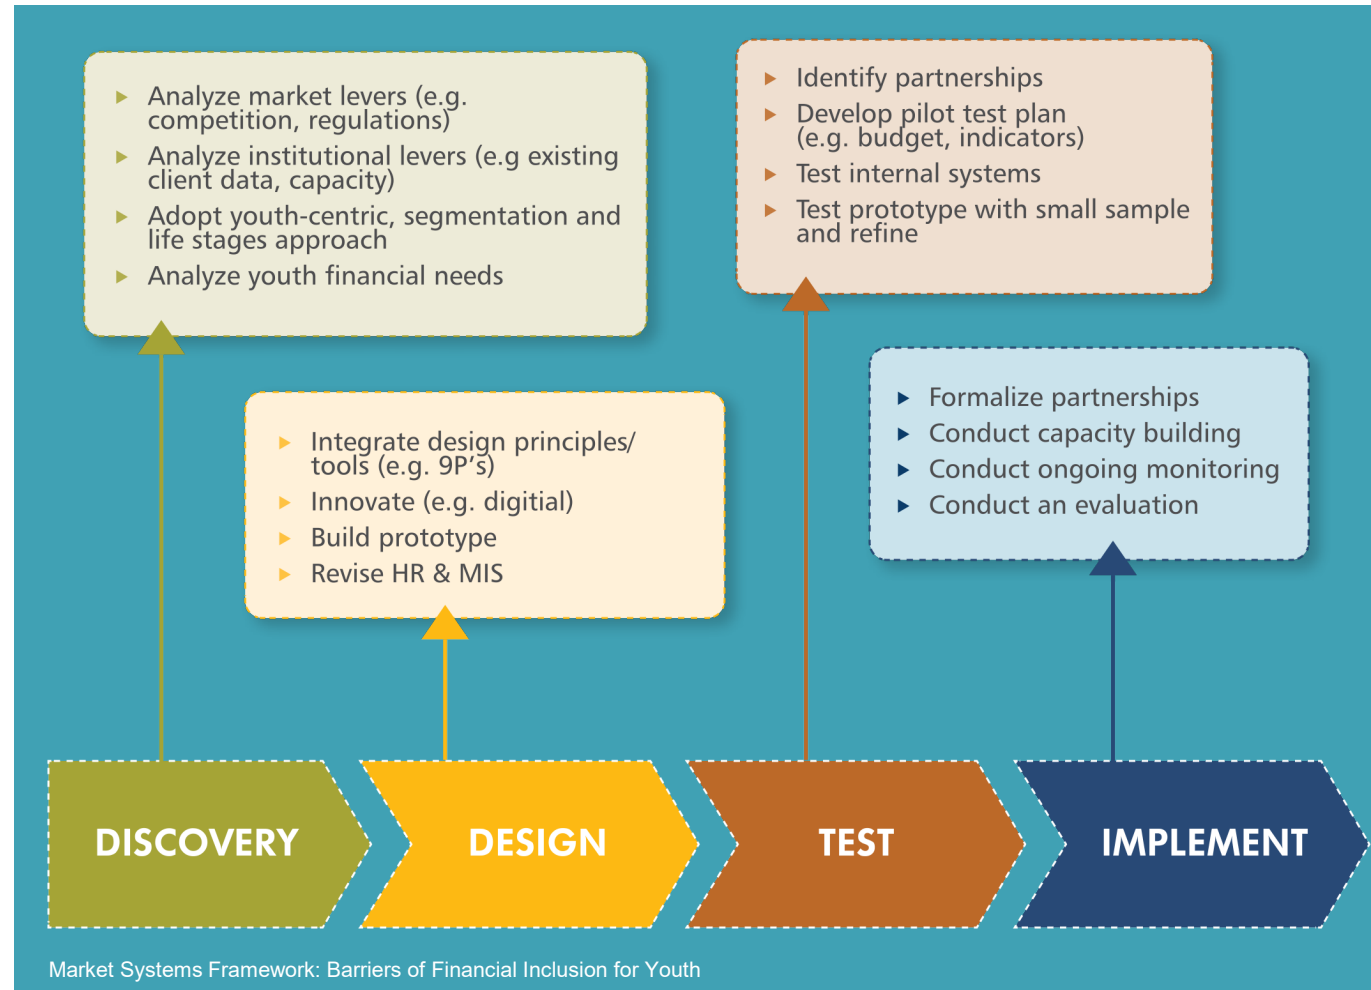 Analyze market levers (e.g.
competition, regulations)
Analyze institutional levers (e.g existing
client data, capacity)
Adopt youth-centric, segmentation and
life stages approach
Analyze youth financial needs
Integrate design principles/
tools (e.g. 9P's)
Innovate (e.g. digitial)
Build prototype
Revise HR & MIS
Identify partnerships
Develop pilot test plan
(e.g. budget, indicators)
Test internal systems
Test prototype with small sample
and refine
Formalize partnerships
Conduct capacity building
Conduct ongoing monitoring
Conduct an evaluation
DISCOVERY
DESIGN
TEST
IMPLEMENT
Market Systems Framework: Barriers of Financial Inclusion for Youth